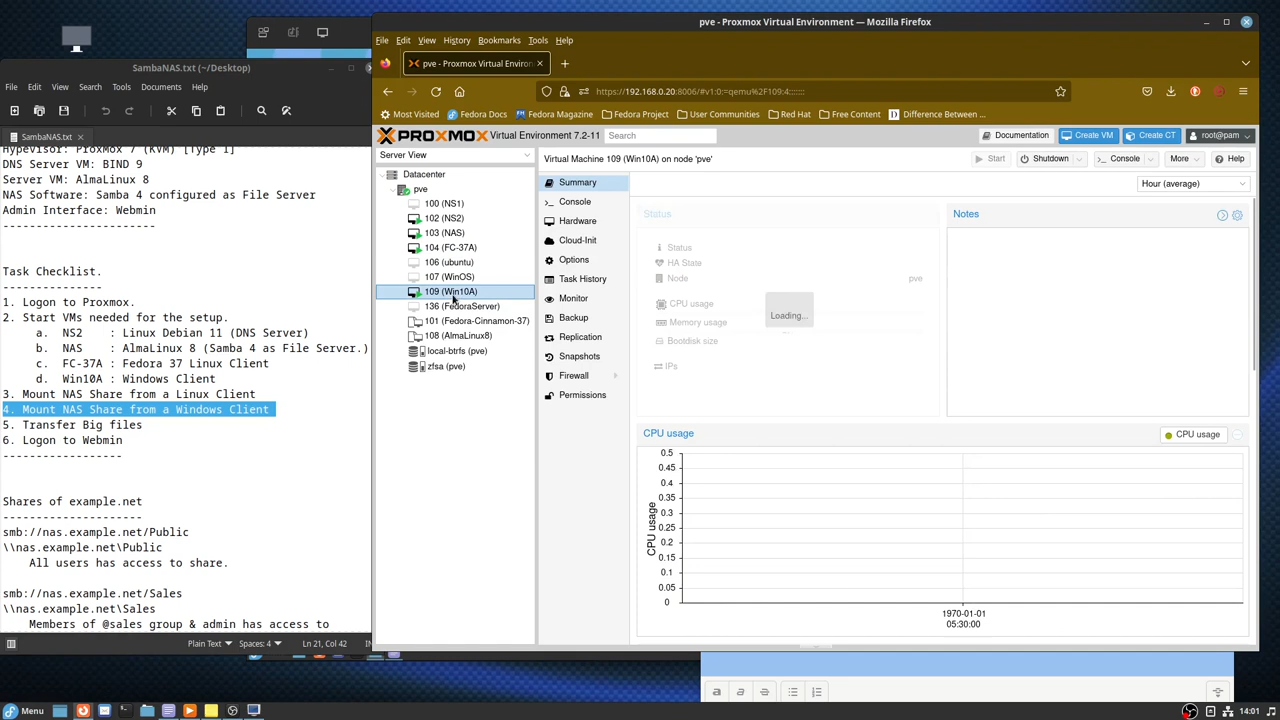 pve - Proxmox Virtual Environment — Mozilla Firefox
File Edit View History Bookmarks Tools Help
pve - Proxmox Virtual Environ
https://192.168.0.20:8006/#v1:0:=qemu%2F109:4:::::::
Most Visited Fedora Docs Fedora Magazine Fedora Project User Communities Red Hat Free Content Difference Between ...
PROXMOX Virtual Environment 7.2-11 Search Documentation Create VM Create CT root@pam
Server View
Datacenter
pve
100 (NS1)
102 (NS2)
103 (NAS)
104 (FC-37A)
106 (ubuntu)
107 (WinOS)
109 (Win10A)
136 (FedoraServer)
101 (Fedora-Cinnamon-37)
108 (AlmaLinux8)
local-btrfs (pve)
zfsa (pve)
Virtual Machine 109 (Win10A) on node 'pve'
Start Shutdown Console More Help
Summary
Console
Hardware
Cloud-Init
Options
Task History
Monitor
Backup
Replication
Snapshots
Firewall
Permissions
Hour (average)
Status
Status
HA State
Node pve
CPU usage
Memory usage
Bootdisk size
IPs
Loading...
Notes
CPU usage
CPU usage
CPU usage
0.5
0.45
0.4
0.35
0.3
0.25
0.2
0.15
0.1
0.05
0
1970-01-01
05:30:00
SambaNAS.txt (~/Desktop)
File Edit View Search Tools Documents Help
SambaNAS.txt
Hypevisor: ProxMox 7 (KVM) [Type 1]
DNS Server VM: BIND 9
Server VM: AlmaLinux 8
NAS Software: Samba 4 configured as File Server
Admin Interface: Webmin
----------------------
Task Checklist.
--------------
1. Logon to Proxmox.
2. Start VMs needed for the setup.
a. NS2 : Linux Debian 11 (DNS Server)
b. NAS : AlmaLinux 8 (Samba 4 as File Server.)
c. FC-37A : Fedora 37 Linux Client
d. Win10A : Windows Client
3. Mount NAS Share from a Linux Client
4. Mount NAS Share from a Windows Client
5. Transfer Big files
6. Logon to Webmin
-----------------
Shares of example.net
--------------------
smb://nas.example.net/Public
\\nas.example.net\Public
All users has access to share.
smb://nas.example.net/Sales
\\nas.example.net\Sales
Members of @sales group & admin has access to
Plain Text Spaces: 4 Ln 21, Col 42
Menu
14:01